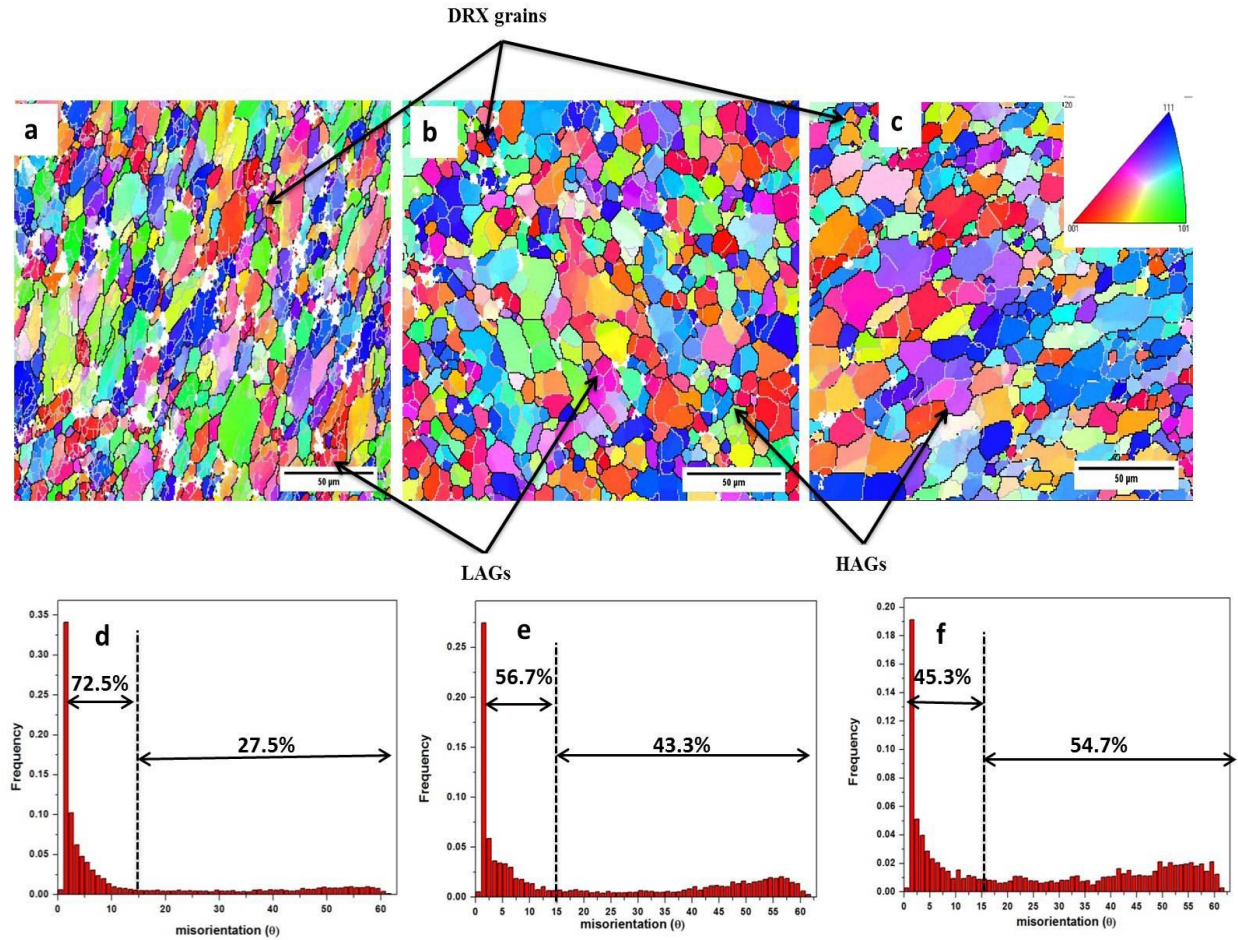 DRX grains
a
b
c
111
001
101
50 µm
50 µm
50 µm
LAGs
HAGs
d
72.5%
27.5%
Frequency
0.35
0.30
0.25
0.20
0.15
0.10
0.05
0.00
0 10 20 30 40 50 60
misorientation (θ)
e
56.7%
43.3%
Frequency
0.25
0.20
0.15
0.10
0.05
0.00
0 5 10 15 20 25 30 35 40 45 50 55 60
misorientation (θ)
f
45.3%
54.7%
Frequency
0.20
0.18
0.16
0.14
0.12
0.10
0.08
0.06
0.04
0.02
0.00
0 5 10 15 20 25 30 35 40 45 50 55 60
misorientation (θ)